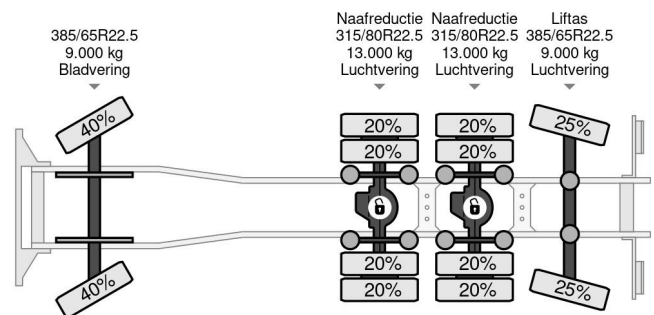 385/65R22.5
9.000 kg
Bladvering
Naafreductie
315/80R22.5
13.000 kg
Luchtvering
Naafreductie
315/80R22.5
13.000 kg
Luchtvering
Liftas
385/65R22.5
9.000 kg
Luchtvering
40%
20%
20%
20%
20%
25%
40%
20%
20%
20%
20%
25%